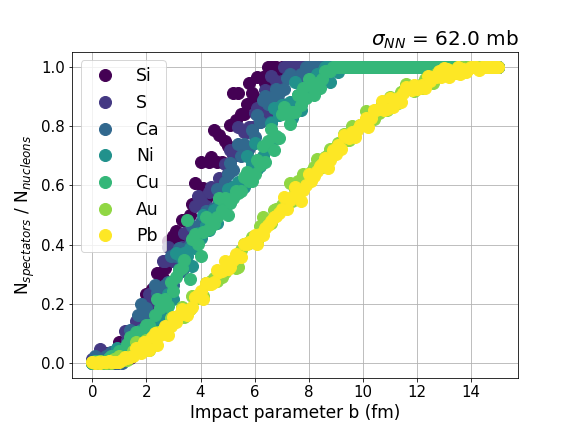 σNN = 62.0 mb
1.0
0.8
0.6
0.4
0.2
0.0
Nspectators / Nnucleons
Si
S
Ca
Ni
Cu
Au
Pb
0 2 4 6 8 10 12 14
Impact parameter b (fm)